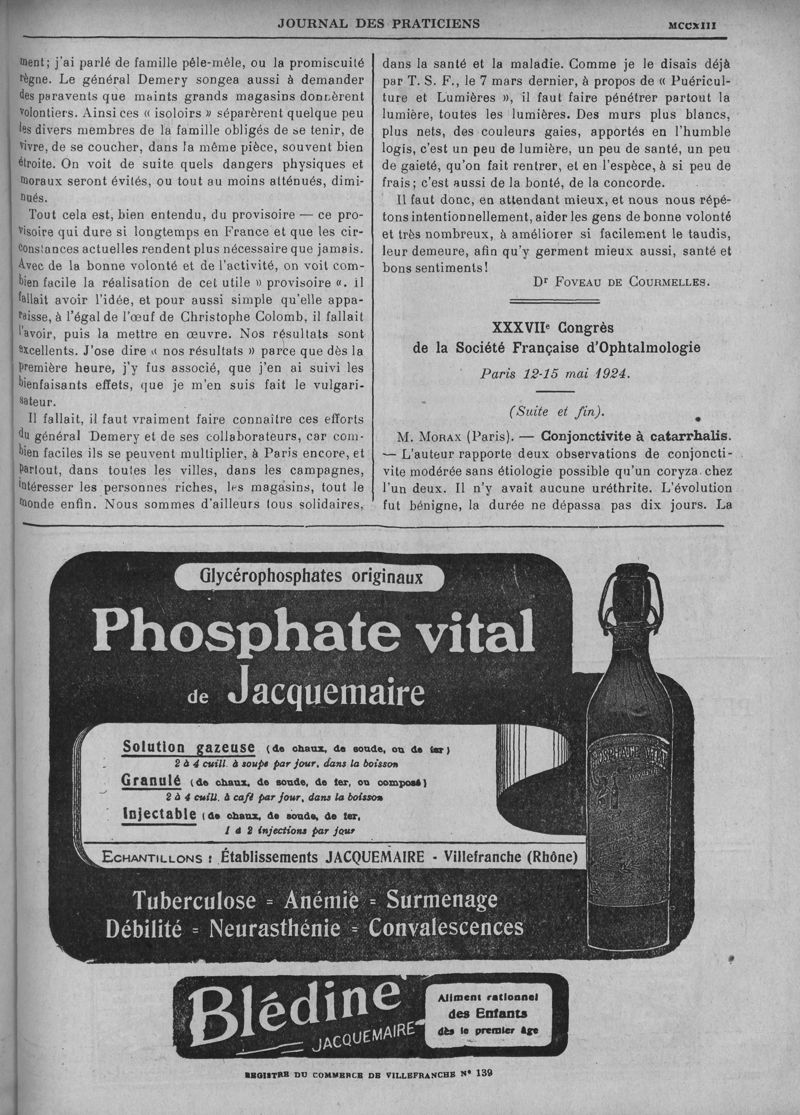 JOURNAL DES PRATICIENS
MCCXIII
ment; j'ai parlé de famille pêle-mêle, ou la promiscuité
règne. Le général Demery songea aussi à demander
des paravents que maints grands magasins donnèrent
volontiers. Ainsi ces « isoloirs » séparèrent quelque peu
les divers membres de la famille obligés de se tenir, de
vivre, de se coucher, dans la même pièce, souvent bien
étroite. On voit de suite quels dangers physiques et
moraux seront évités, ou tout au moins atténués, dimi-
nués.
Tout cela est, bien entendu, du provisoire — ce pro-
visoire qui dure si longtemps en France et que les cir-
constances actuelles rendent plus nécessaire que jamais.
Avec de la bonne volonté et de l'activité, on voit com-
bien facile la réalisation de cet utile » provisoire «. il
fallait avoir l'idée, et pour aussi simple qu'elle appa-
raisse, à l'égal de l'œuf de Christophe Colomb, il fallait
l'avoir, puis la mettre en œuvre. Nos résultats sont
excellents. J'ose dire « nos résultats » parce que dès la
première heure, j'y fus associé, que j'en ai suivi les
bienfaisants effets, que je m'en suis fait le vulgari-
sateur.
Il fallait, il faut vraiment faire connaître ces efforts
du général Demery et de ses collaborateurs, car com-
bien faciles ils se peuvent multiplier, à Paris encore, et
partout, dans toutes les villes, dans les campagnes,
intéresser les personnes riches, les magasins, tout le
monde enfin. Nous sommes d'ailleurs tous solidaires,
dans la santé et la maladie. Comme je le disais déjà
par T. S. F., le 7 mars dernier, à propos de « Puéricul-
ture et Lumières », il faut faire pénétrer partout la
lumière, toutes les lumières. Des murs plus blancs,
plus nets, des couleurs gaies, apportés en l'humble
logis, c'est un peu de lumière, un peu de santé, un peu
de gaieté, qu'on fait rentrer, et en l'espèce, à si peu de
frais; c'est aussi de la bonté, de la concorde.
Il faut donc, en attendant mieux, et nous nous répé-
tons intentionnellement, aider les gens de bonne volonté
et très nombreux, à améliorer si facilement le taudis,
leur demeure, afin qu'y germent mieux aussi, santé et
bons sentiments!
Dr FOVEAU DE COURMELLES.
XXXVIIe Congrès
de la Société Française d'Ophtalmologie
Paris 12-15 mai 1924.
(Suite et fin).
M. MORAX (Paris). — Conjonctivite à catarrhalis.
— L'auteur rapporte deux observations de conjoncti-
vite modérée sans étiologie possible qu'un coryza chez
l'un deux. Il n'y avait aucune uréthrite. L'évolution
fut bénigne, la durée ne dépassa pas dix jours. La
Glycérophosphates originaux
Phosphate vital
de Jacquemaire
Solution gazeuse (de chaux, de soude, ou de fer)
2 à 4 cuill. à soupe par jour, dans la boisson
Granulé (de chaux, de soude, de fer, ou composé)
2 à 4 cuill. à café par jour, dans la boisson
Injectable (de chaux, de soude, de fer,
1 à 2 injections par jour
ECHANTILLONS : Établissements JACQUEMAIRE - Villefranche (Rhône)
PHOSPHATE VITAL
Tuberculose = Anémie = Surmenage
Débilité = Neurasthénie = Convalescences
Blédine
JACQUEMAIRE
Aliment rationnel
des Enfants
dès le premier âge
REGISTRE DU COMMERCE DE VILLEFRANCHE N° 139